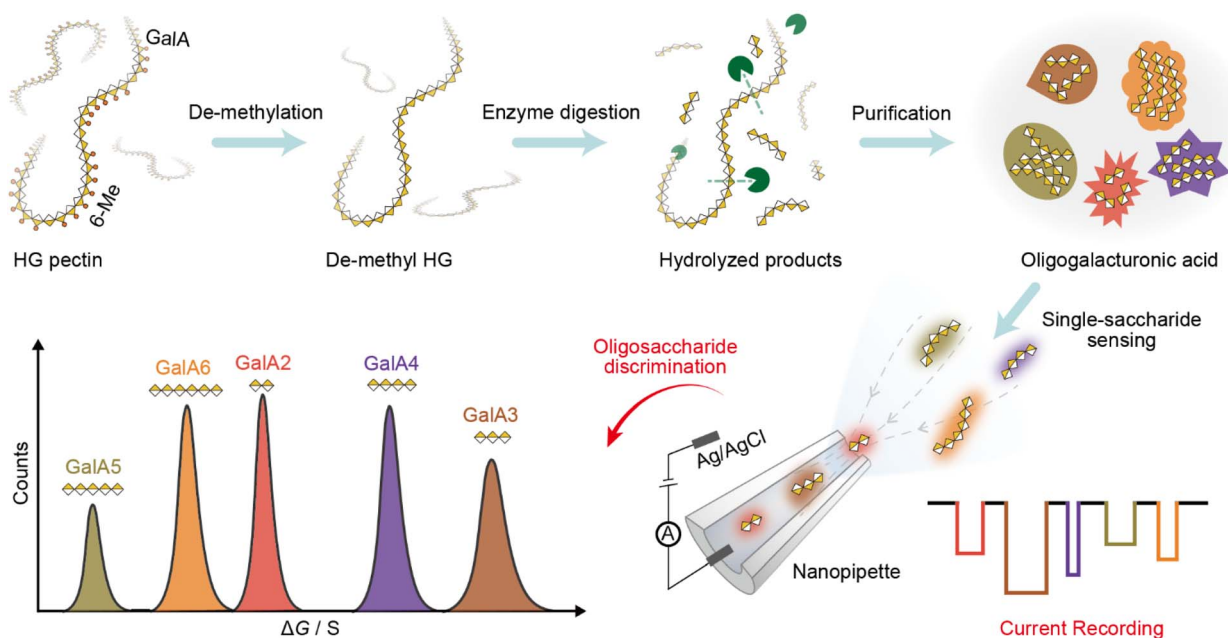 GalA
6-Me
HG pectin
De-methylation
De-methyl HG
Enzyme digestion
Hydrolyzed products
Purification
Oligogalacturonic acid
Single-saccharide
sensing
Oligosaccharide
discrimination
Counts
GalA5
GalA6
GalA2
GalA4
GalA3
ΔG / S
Ag/AgCl
A
Nanopipette
Current Recording